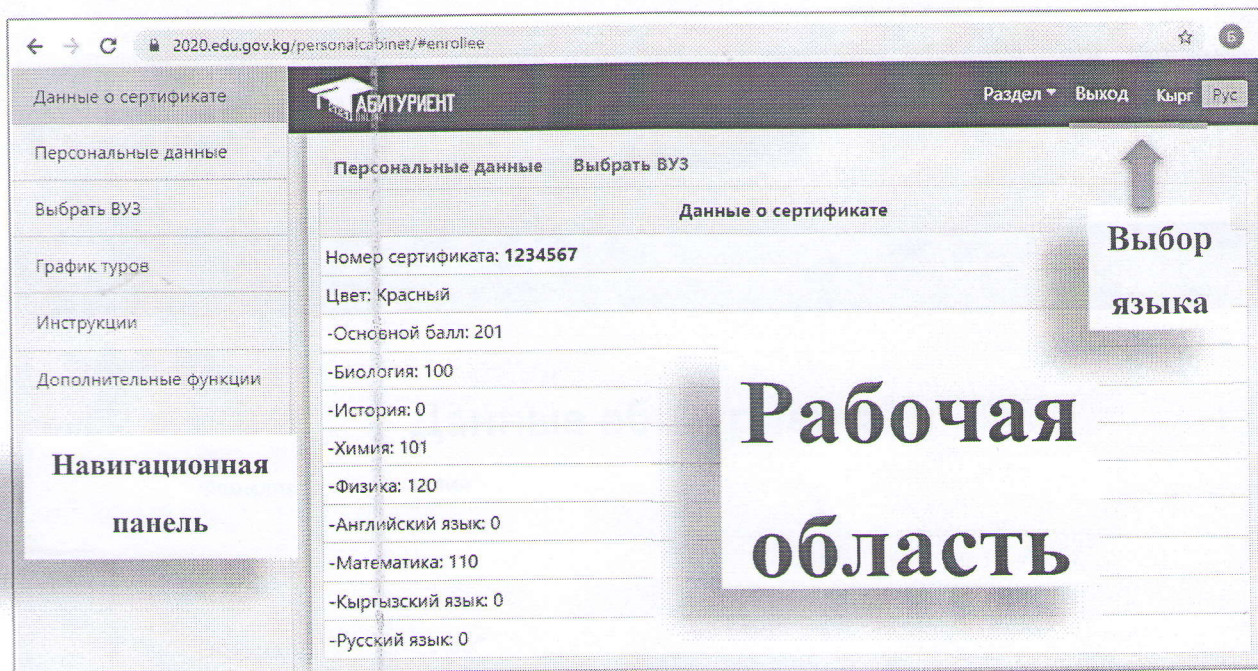 2020.edu.gov.kg/personalcabinet/#enrollee
Б
Данные о сертификате
Персональные данные
Выбрать ВУЗ
График туров
Инструкции
Дополнительные функции
Навигационная
панель
АБИТУРИЕНТ
ONLINE
Раздел Выход Кырг Рус
Персональные данные Выбрать ВУЗ
Данные о сертификате
Номер сертификата: 1234567
Цвет: Красный
-Основной балл: 201
-Биология: 100
-История: 0
-Химия: 101
-Физика: 120
-Английский язык: 0
-Математика: 110
-Кыргызский язык: 0
-Русский язык: 0
Выбор
языка
Рабочая
область